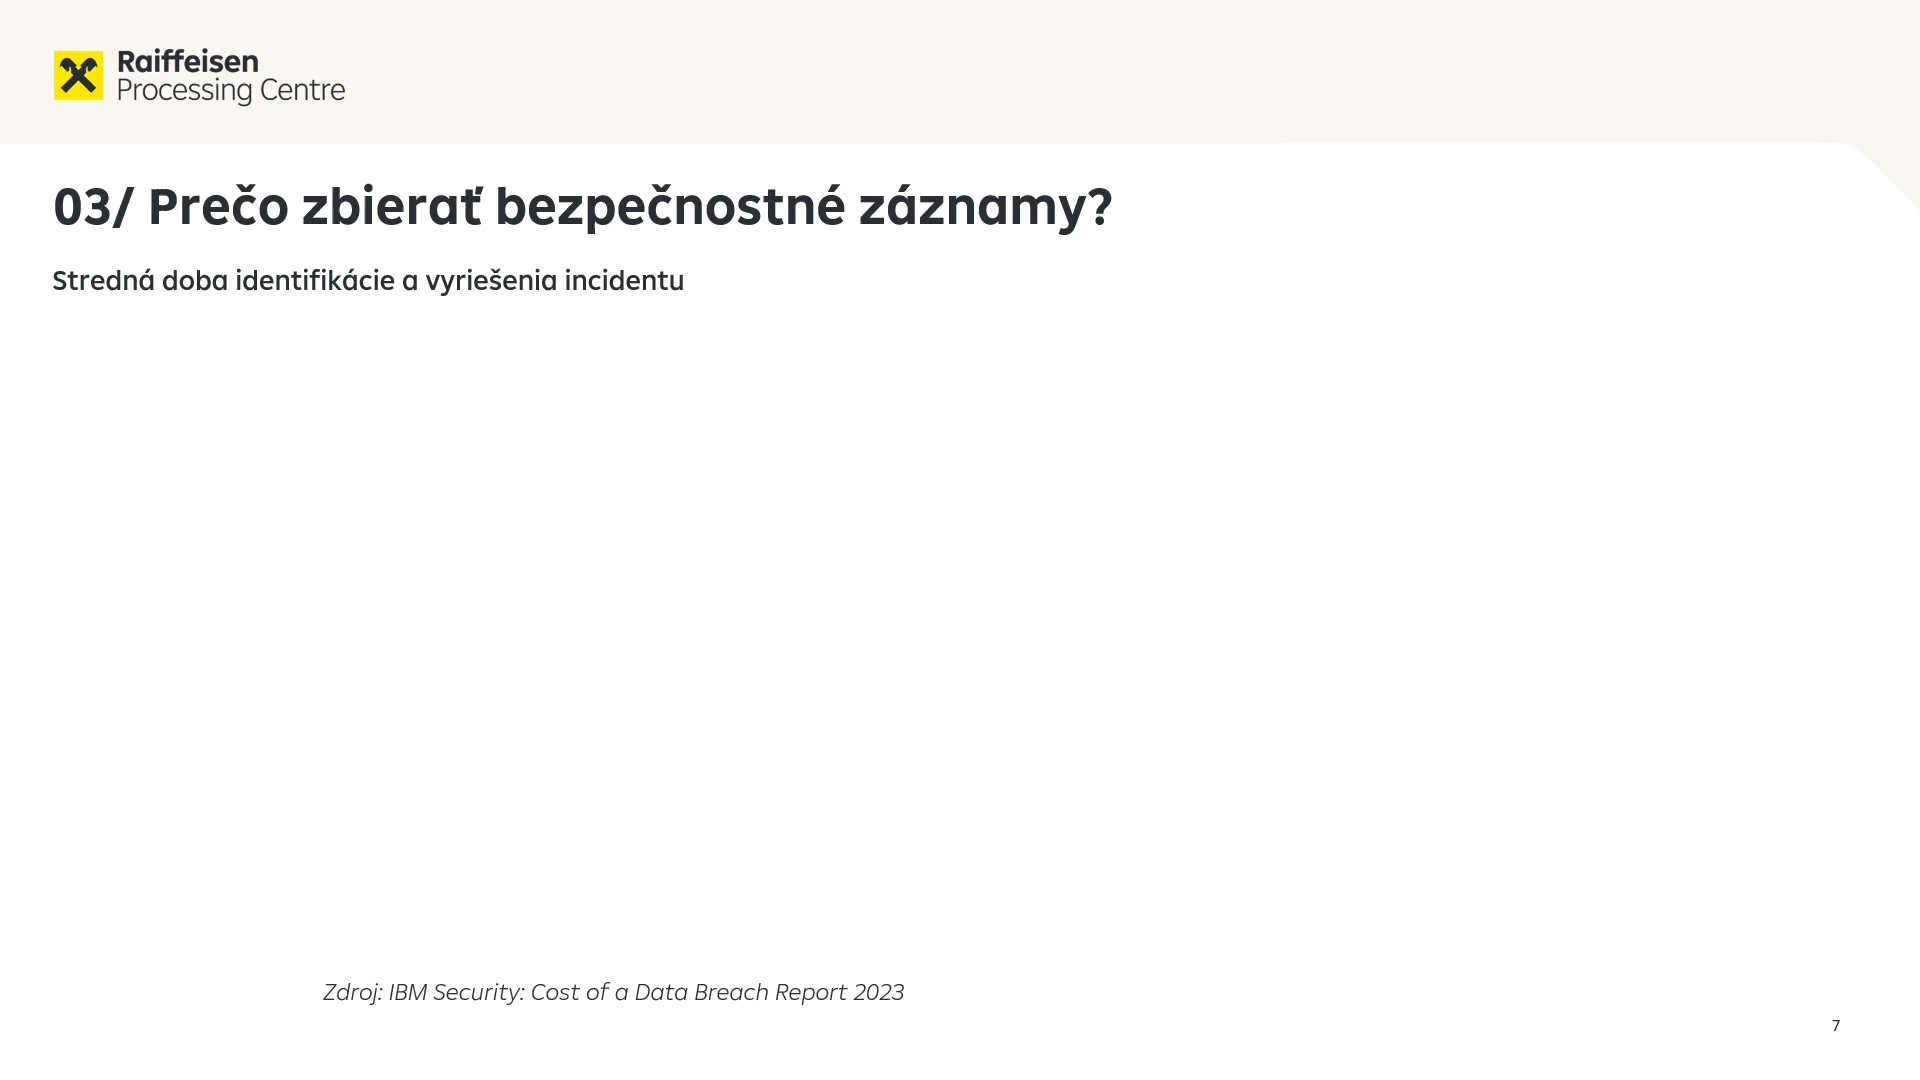 Raiffeisen
Processing Centre
03/ Prečo zbierať bezpečnostné záznamy?
Stredná doba identifikácie a vyriešenia incidentu
Zdroj: IBM Security: Cost of a Data Breach Report 2023
7